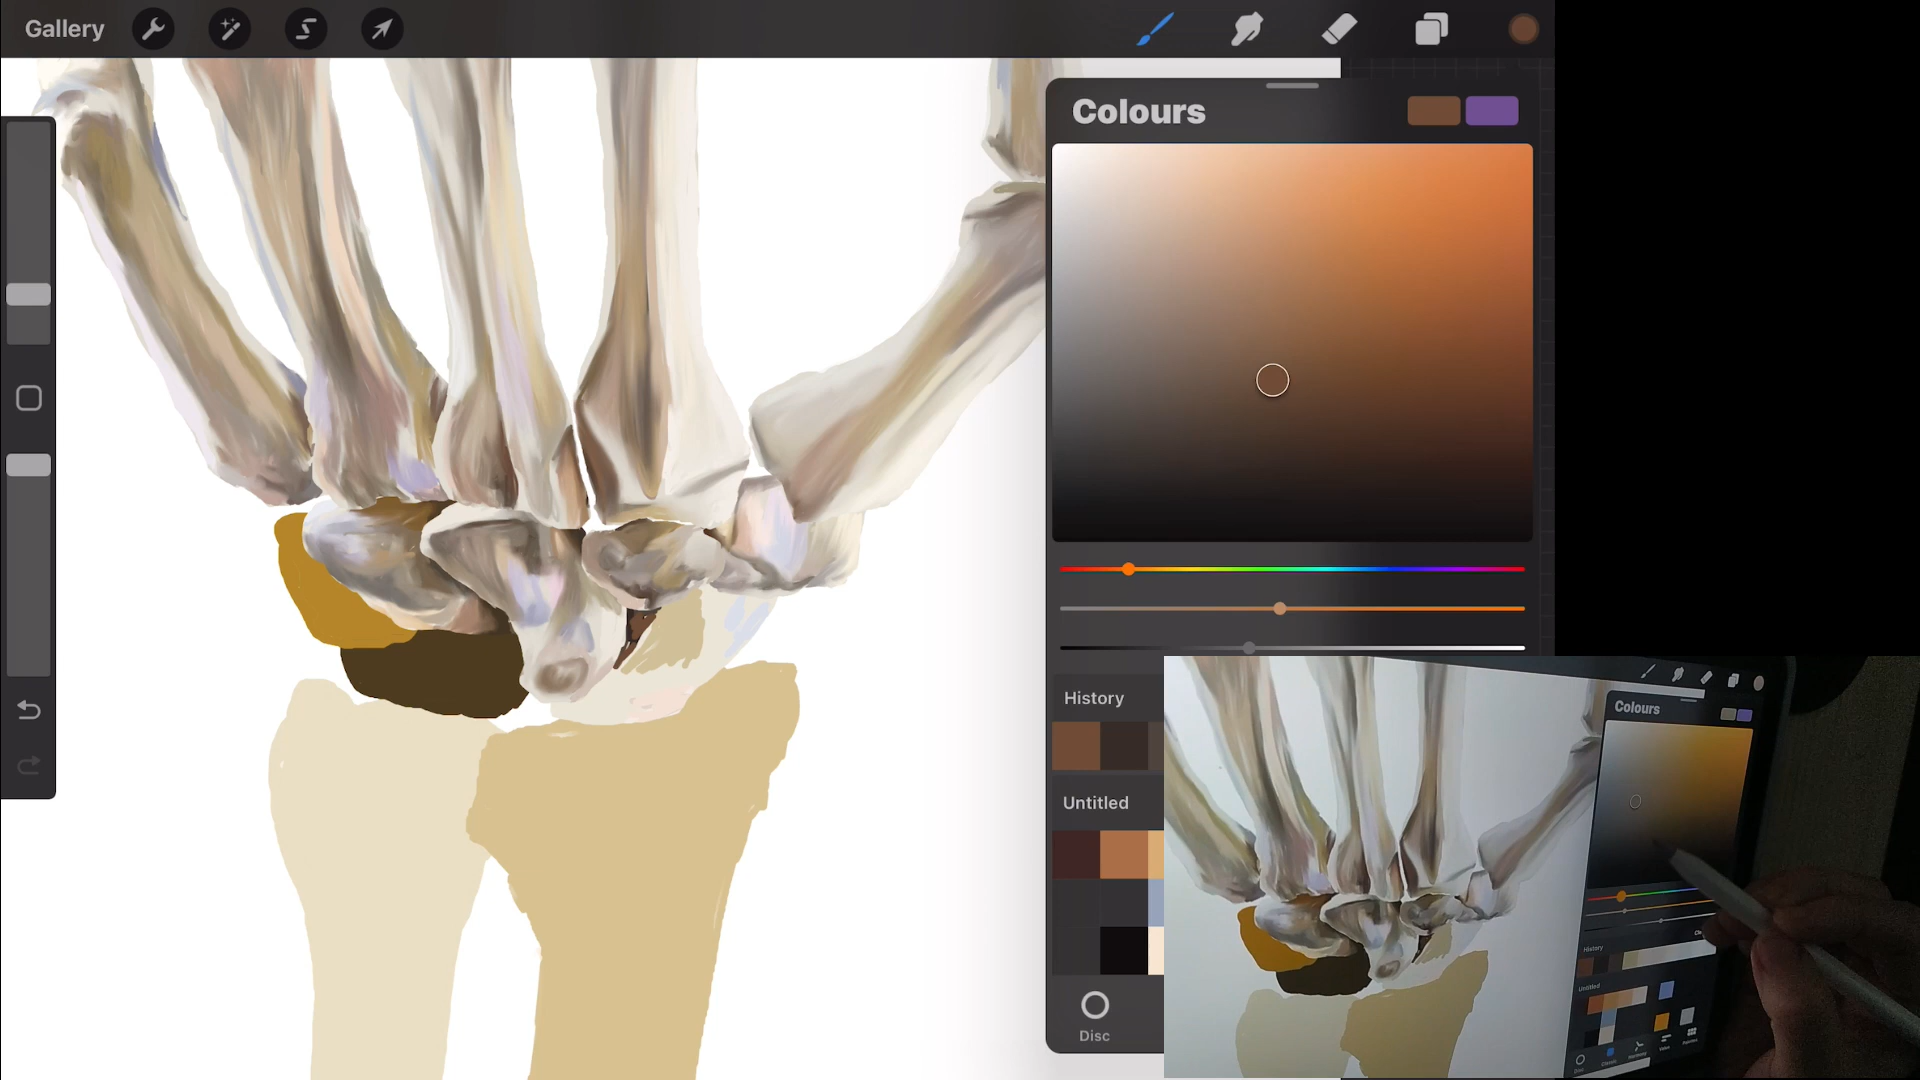 Gallery
Colours
History
Untitled
Disc
Colours
History
Untitled